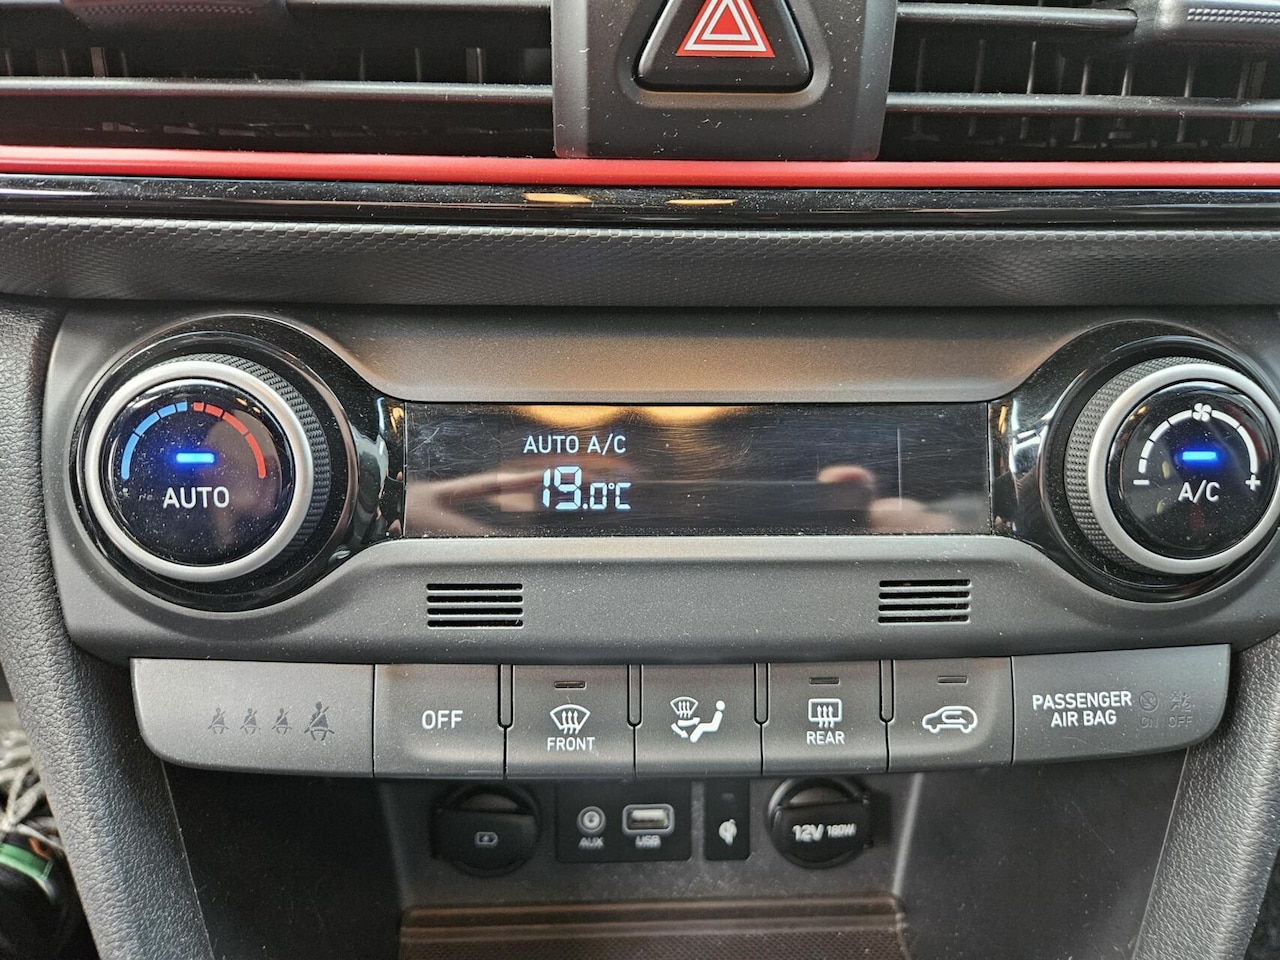 AUTO A/C
19.0°C
AUTO
- +
A/C
OFF
FRONT
REAR
PASSENGER
AIR BAG
ON OFF
AUX
USB
12V 180W